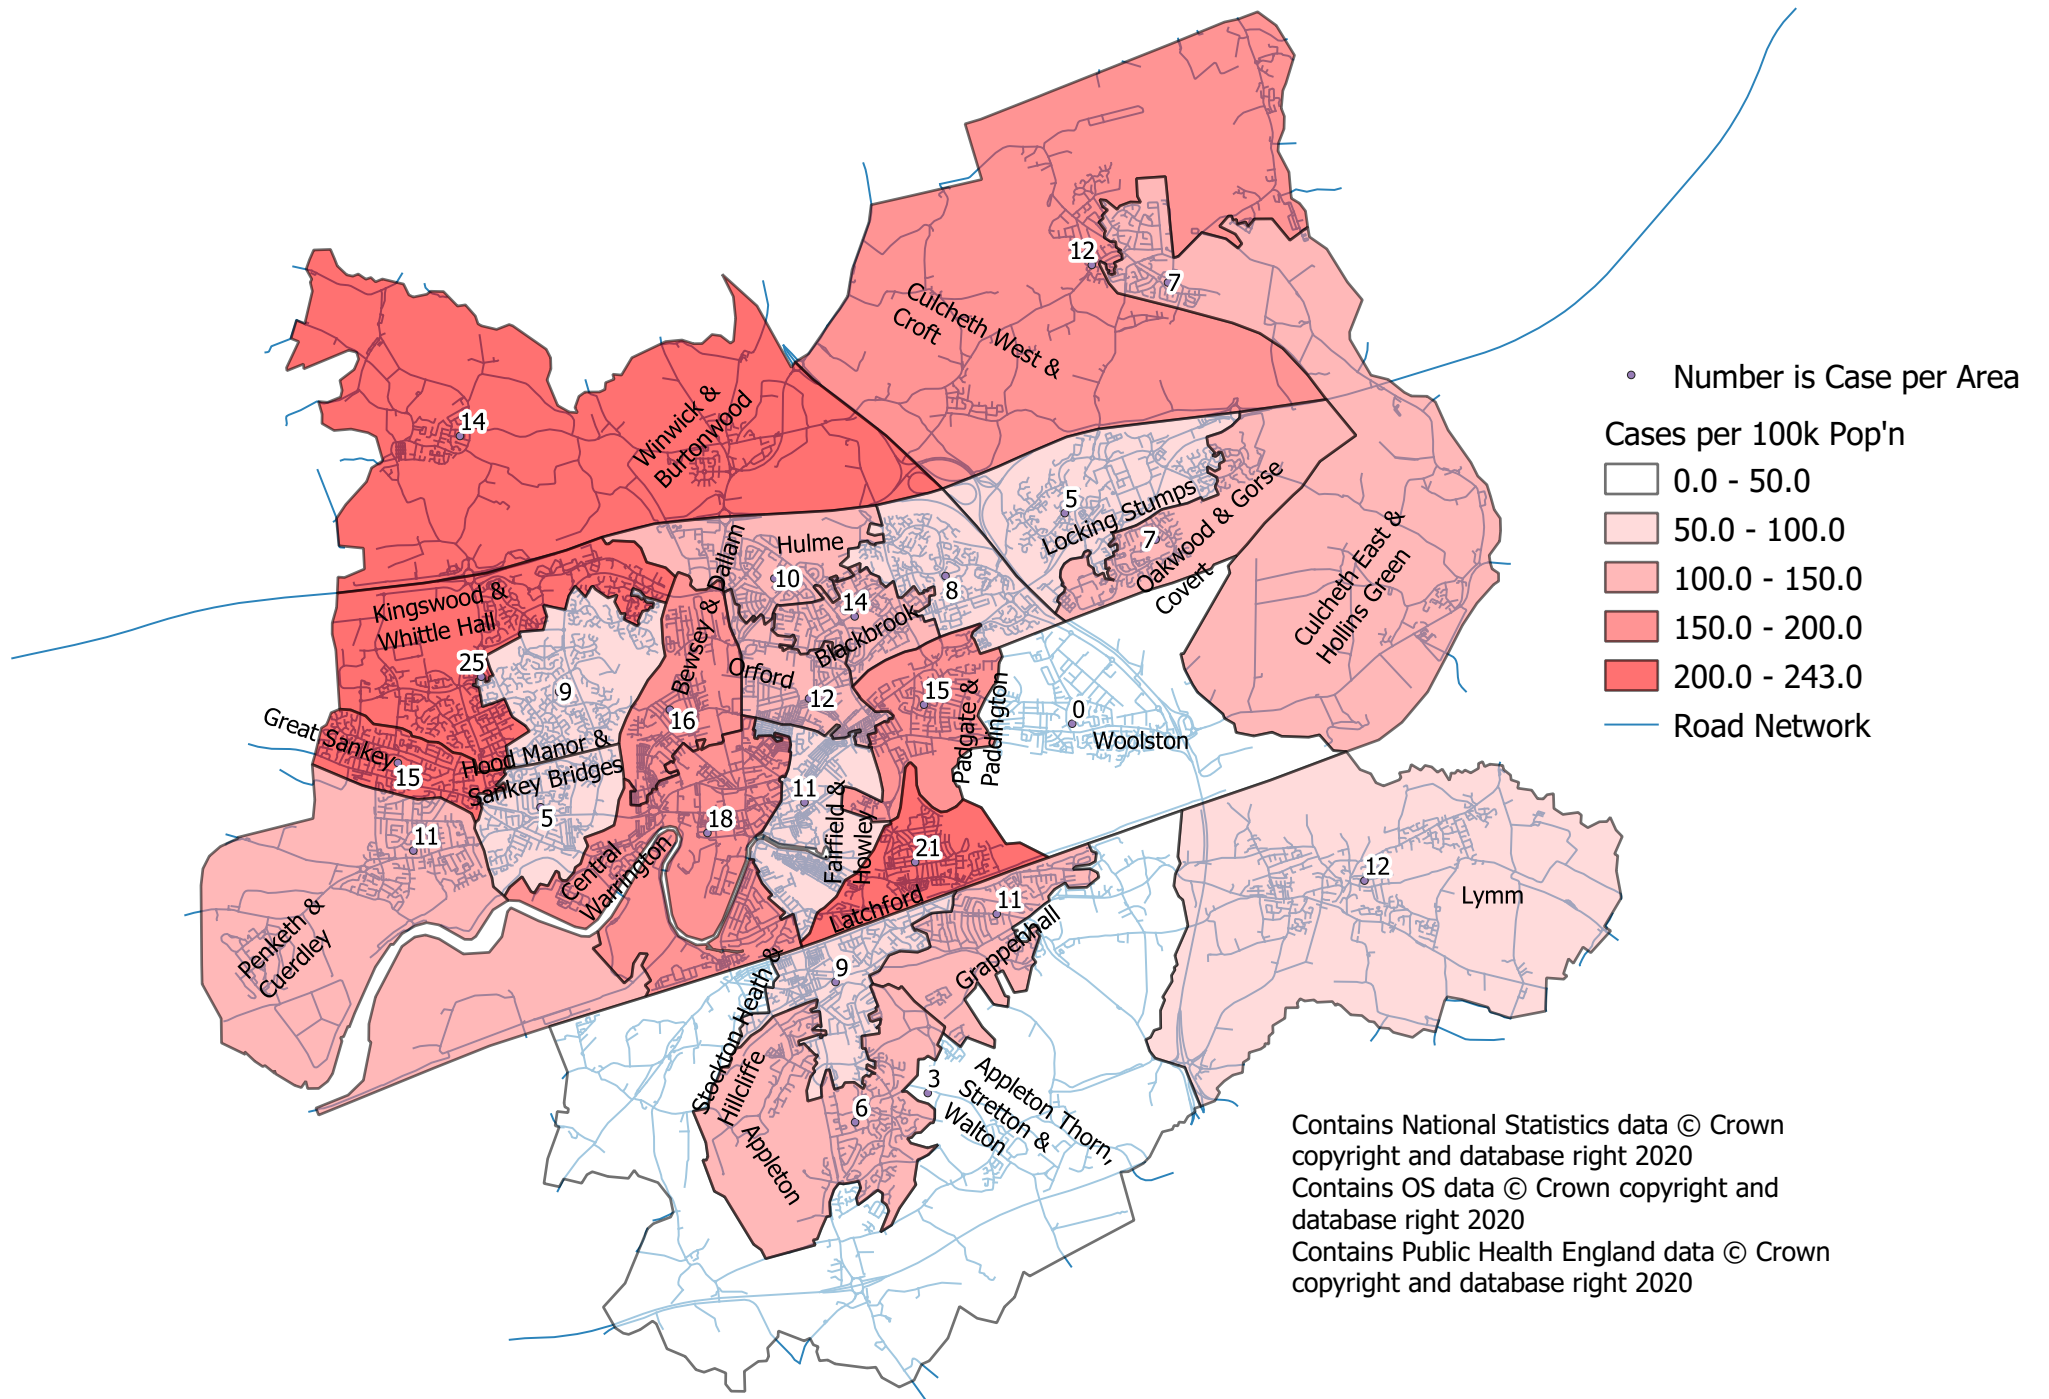 12
7
Culcheth West &
Croft
14
Winwick &
Burtonwood
Number is Case per Area
Cases per 100k Pop'n
0.0 - 50.0
50.0 - 100.0
100.0 - 150.0
150.0 - 200.0
200.0 - 243.0
Road Network
5
Locking Stumps
7
Oakwood & Gorse
Covert
Culcheth East &
Hollins Green
Hulme
10
14
Blackbrook
8
Bewsey & Dallam
16
Kingswood &
Whittle Hall
25
9
Orford
12
15
Padgate &
Paddington
0
Woolston
Great Sankey
15
Hood Manor &
Sankey Bridges
5
11
Penketh &
Cuerdley
18
Central
Warrington
11
Fairfield &
Howley
21
Latchford
11
Grappenhall
12
Lymm
9
Stockton Heath &
Hillcliffe
6
Appleton
3
Appleton Thorn,
Stretton &
Walton
Contains National Statistics data © Crown
copyright and database right 2020
Contains OS data © Crown copyright and
database right 2020
Contains Public Health England data © Crown
copyright and database right 2020